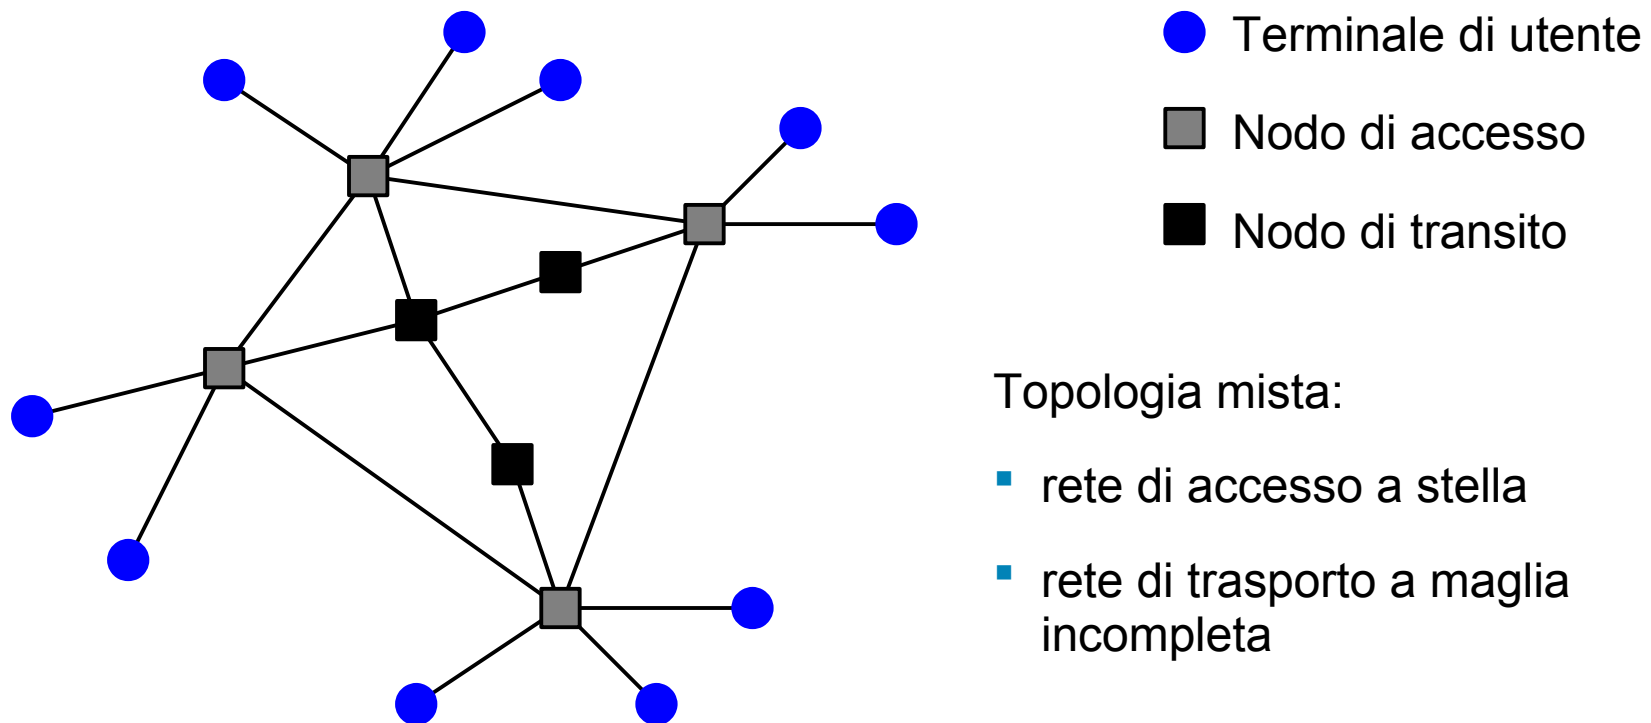 Terminale di utente
Nodo di accesso
Nodo di transito
Topologia mista:
rete di accesso a stella
rete di trasporto a maglia
incompleta